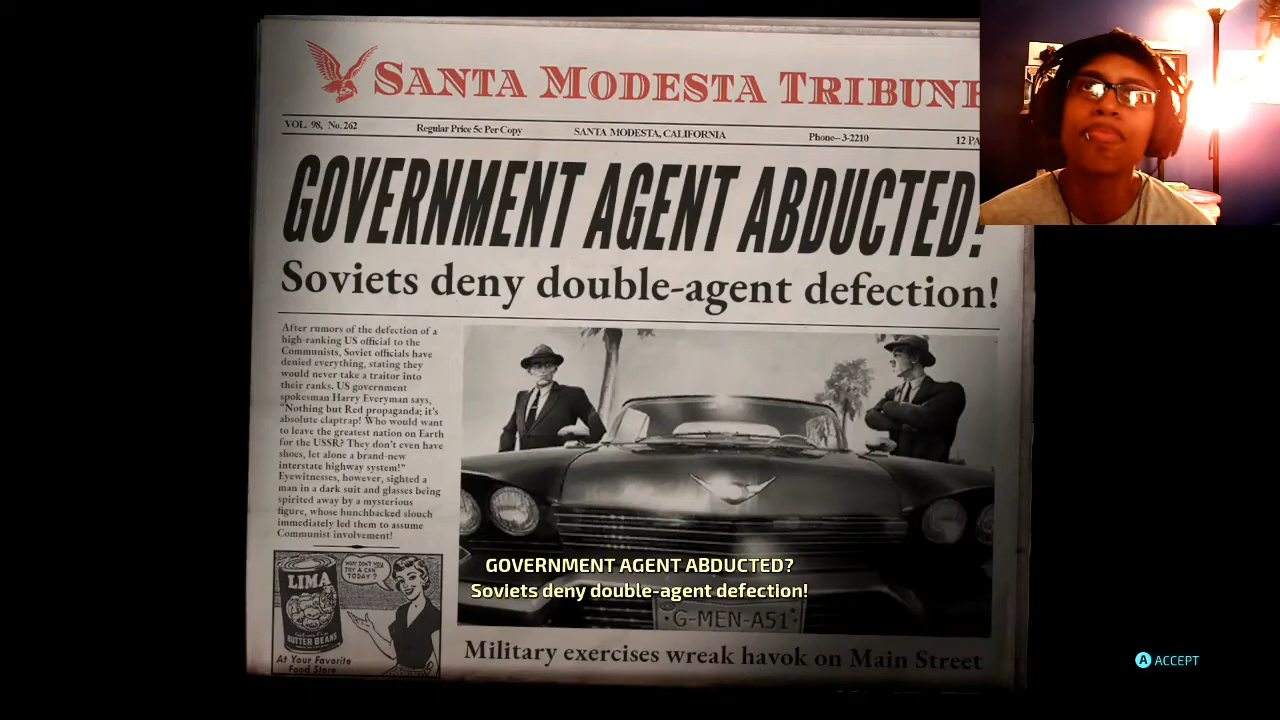 SANTA MODESTA TRIBUNE
VOL. 98, No. 262
Regular Price 5c Per Copy
SANTA MODESTA, CALIFORNIA
Phone—3-2210
12 PA
GOVERNMENT AGENT ABDUCTED!
Soviets deny double-agent defection!
After rumors of the defection of a
high-ranking US official to the
Communists, Soviet officials have
denied everything, stating they
would never take a traitor into
their ranks. US government
spokesman Harry Everyman says,
"Nothing but Red propaganda; it's
absolute claptrap! Who would want
to leave the greatest nation on Earth
for the USSR? They don't even have
shoes, let alone a brand-new
interstate highway system!"
Eyewitnesses, however, sighted a
man in a dark suit and glasses being
spirited away by a mysterious
figure, whose hunchbacked slouch
immediately led them to assume
Communist involvement!
WHY DON'T YOU
TRY A CAN
TODAY?
LIMA
BUTTER BEANS
At Your Favorite
Food Store
GOVERNMENT AGENT ABDUCTED?
Soviets deny double-agent defection!
G-MEN-A51
Military exercises wreak havok on Main Street
A ACCEPT